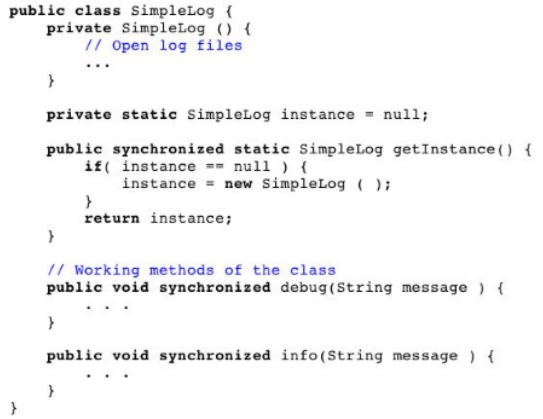 public class SimpleLog {
private SimpleLog () {
// Open log files
...
}
private static SimpleLog instance = null;
public synchronized static SimpleLog getInstance() {
if( instance == null ) {
instance = new SimpleLog ( );
}
return instance;
}
// Working methods of the class
public void synchronized debug(String message ) {
. . .
}
public void synchronized info(String message ) {
. . .
}
}